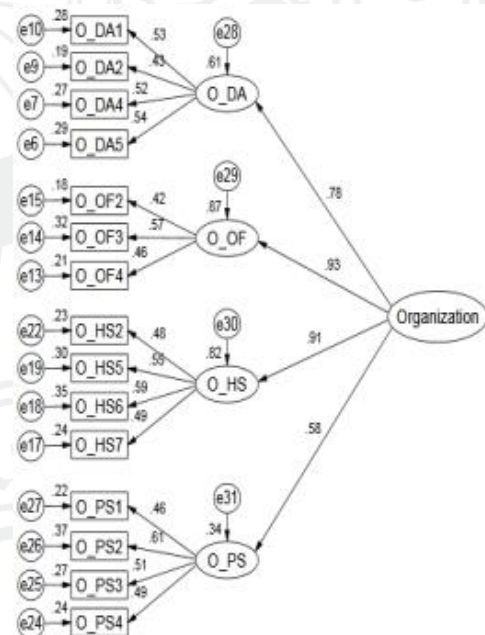 .28
e10 O_DA1 .53 e28
.19
e9 O_DA2 .43 .61
.27
e7 O_DA4 .52 O_DA
.29
e6 O_DA5 .54
.78
.18 e29
e15 O_OF2 .42
.32 .87
e14 O_OF3 .57 O_OF
.21
e13 O_OF4 .46 .93
Organization
.23 e30
e22 O_HS2 .48 .91
.30 .82
e19 O_HS5 .55
.35 O_HS
e18 O_HS6 .59
.24
e17 O_HS7 .49 .58
.22 e31
e27 O_PS1 .46
.37
e26 O_PS2 .61 .34
.27 O_PS
e25 O_PS3 .51
.24
e24 O_PS4 .49